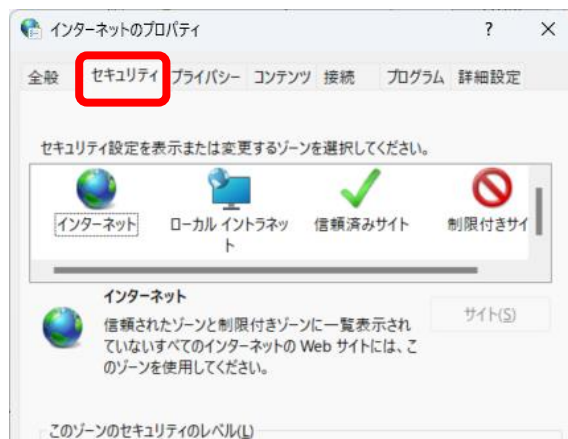 インターネットのプロパティ
?
×
全般 セキュリティ プライバシー コンテンツ 接続 プログラム 詳細設定
セキュリティ設定を表示または変更するゾーンを選択してください。
インターネット ローカル イントラネッ 信頼済みサイト 制限付きサイ
ト
インターネット
サイト(S)
信頼されたゾーンと制限付きゾーンに一覧表示され
ていないすべてのインターネットの Web サイトには、こ
のゾーンを使用してください。
このゾーンのセキュリティのレベル(L)